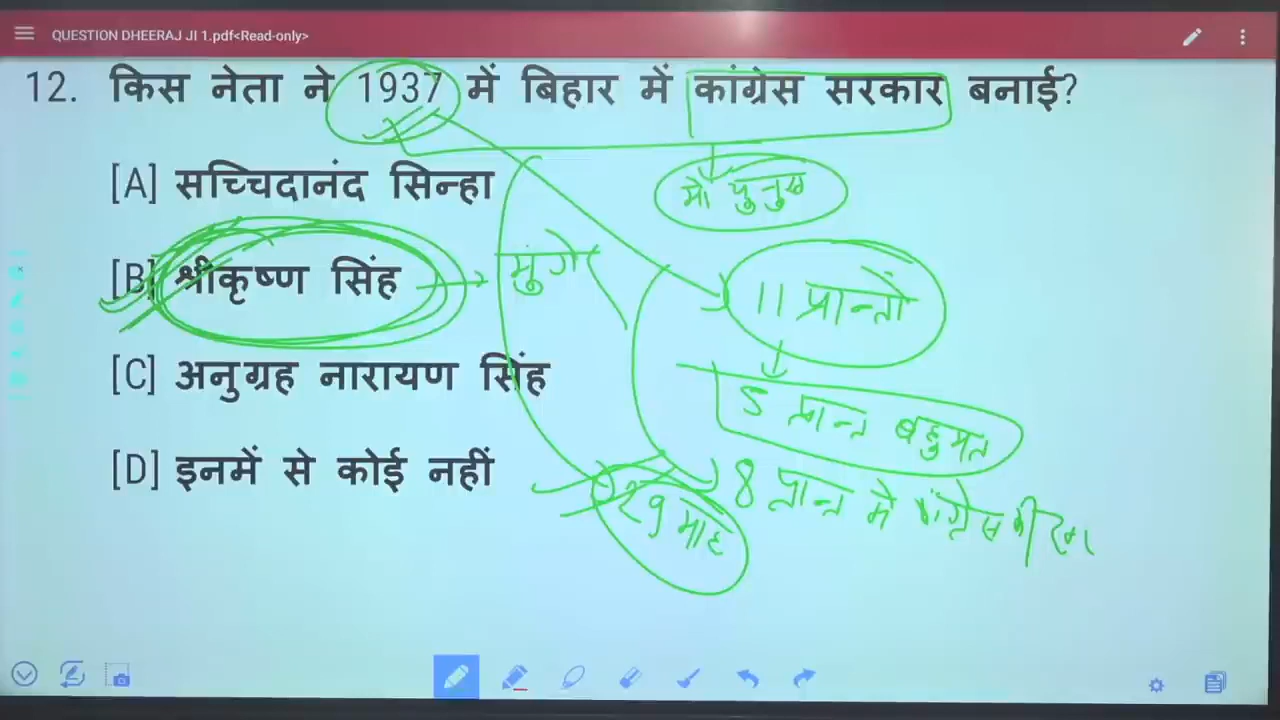 QUESTION DHEERAJ JI 1.pdf<Read-only>
12. किस नेता ने 1937 में बिहार में कांग्रेस सरकार बनाई?
[A] सच्चिदानंद सिन्हा
मो युनुस
[B] श्रीकृष्ण सिंह
मुंगेर
11 प्रान्तों
[C] अनुग्रह नारायण सिंह
5 प्रान्त बहुमत
[D] इनमें से कोई नहीं
8 प्रान्त में कांग्रेस की
29 माह